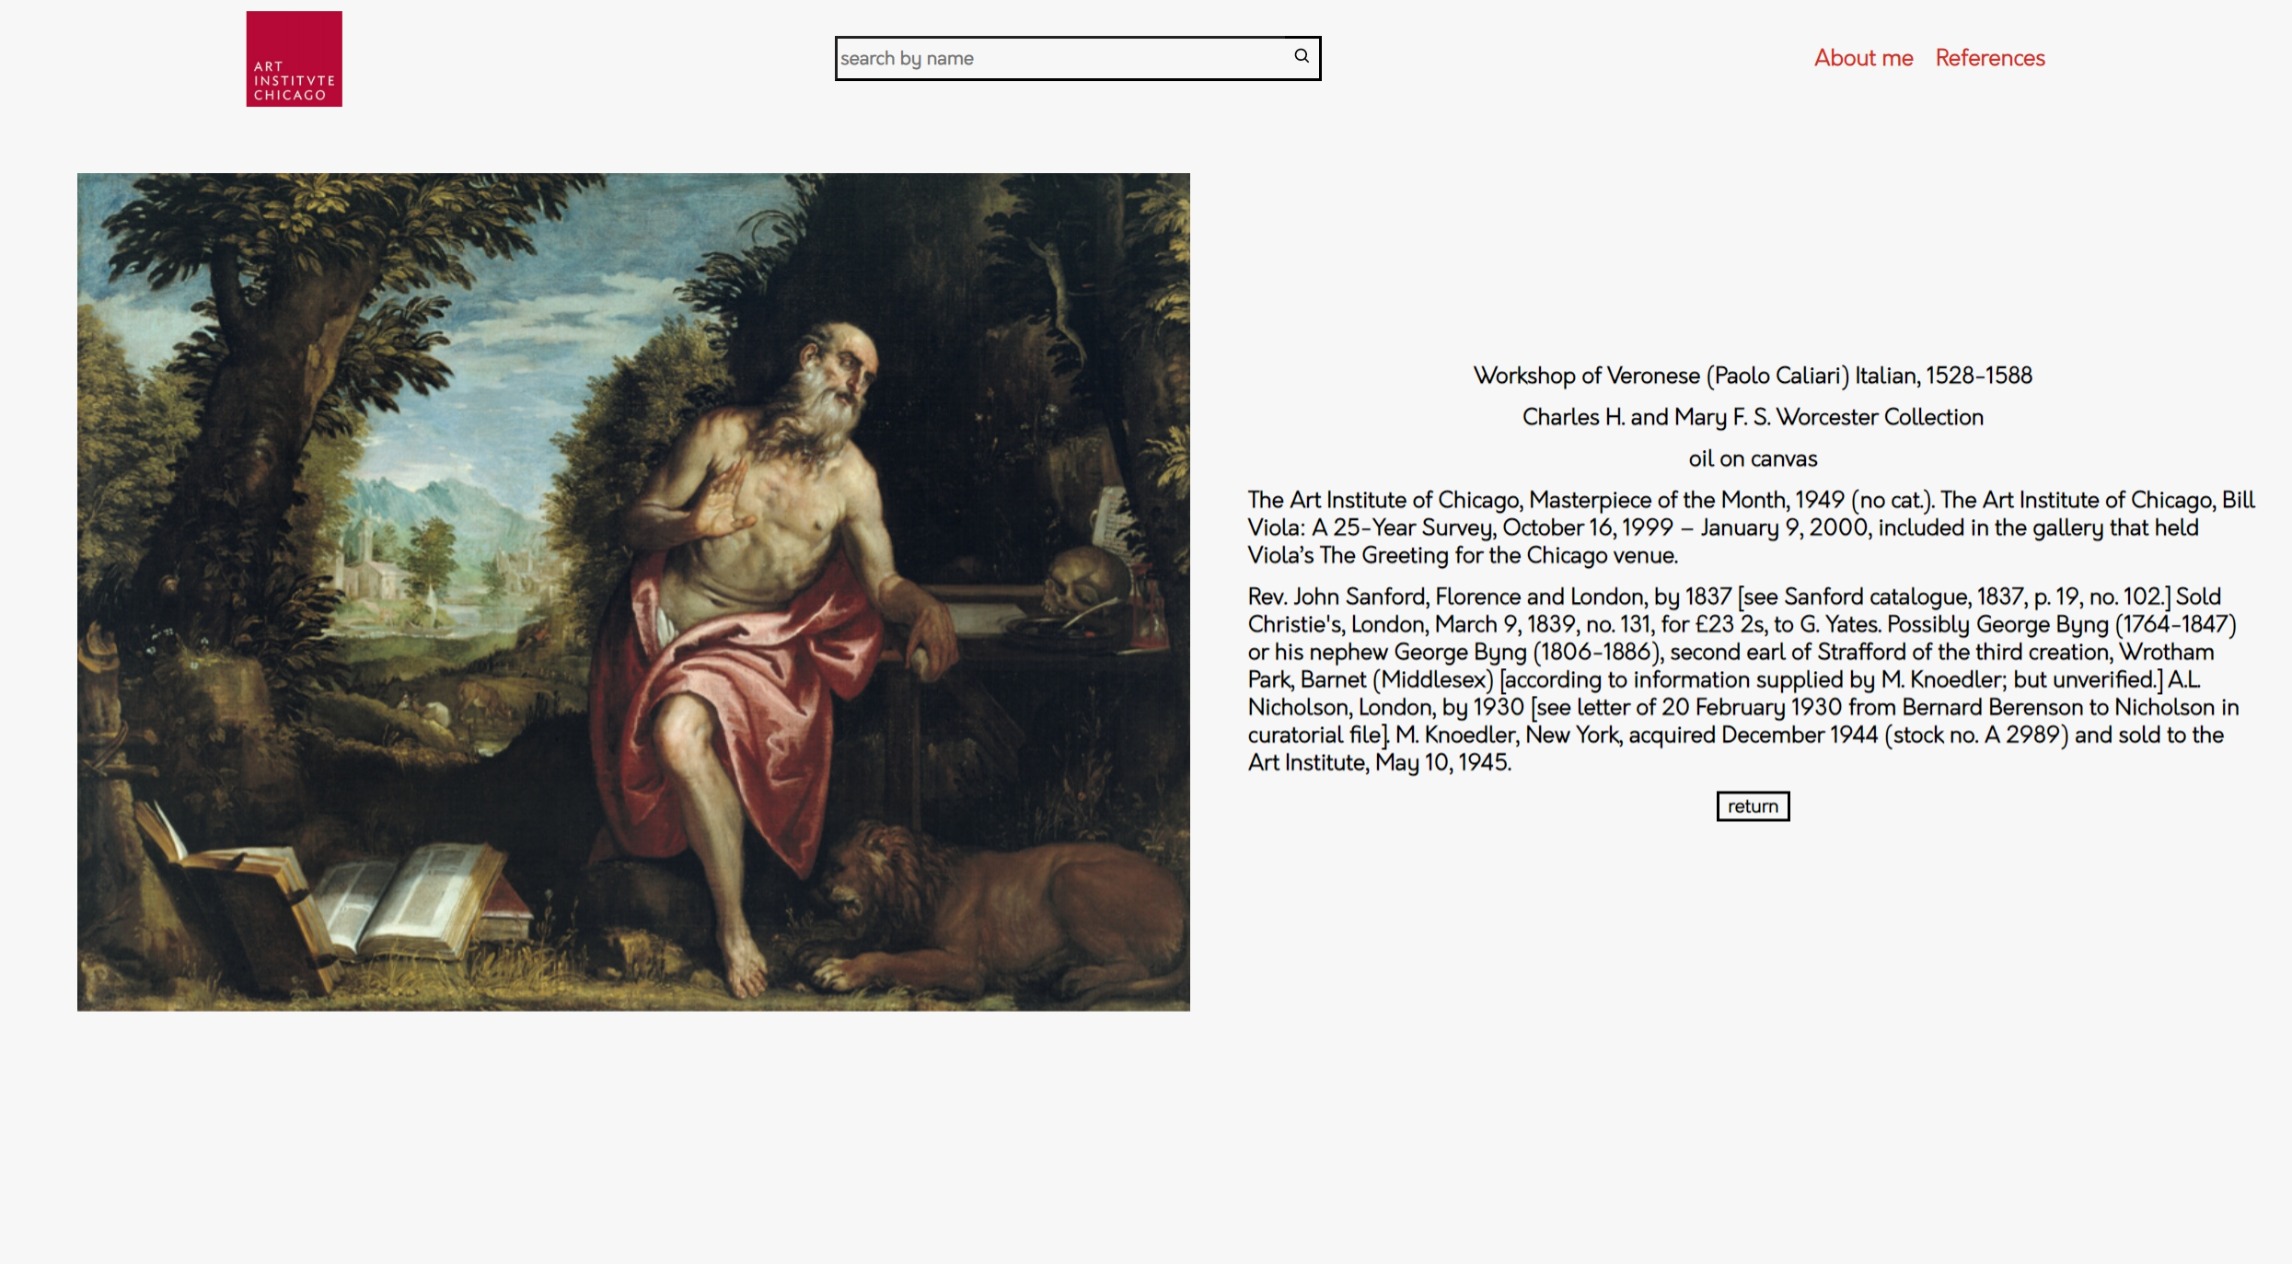 ART
INSTITVTE
CHICAGO
search by name
About me References
Workshop of Veronese (Paolo Caliari) Italian, 1528-1588
Charles H. and Mary F. S. Worcester Collection
oil on canvas
The Art Institute of Chicago, Masterpiece of the Month, 1949 (no cat.). The Art Institute of Chicago, Bill
Viola: A 25-Year Survey, October 16, 1999 – January 9, 2000, included in the gallery that held
Viola's The Greeting for the Chicago venue.
Rev. John Sanford, Florence and London, by 1837 [see Sanford catalogue, 1837, p. 19, no. 102.] Sold
Christie's, London, March 9, 1839, no. 131, for £23 2s, to G. Yates. Possibly George Byng (1764-1847)
or his nephew George Byng (1806-1886), second earl of Strafford of the third creation, Wrotham
Park, Barnet (Middlesex) [according to information supplied by M. Knoedler; but unverified.] A.L.
Nicholson, London, by 1930 [see letter of 20 February 1930 from Bernard Berenson to Nicholson in
curatorial file]. M. Knoedler, New York, acquired December 1944 (stock no. A 2989) and sold to the
Art Institute, May 10, 1945.
return